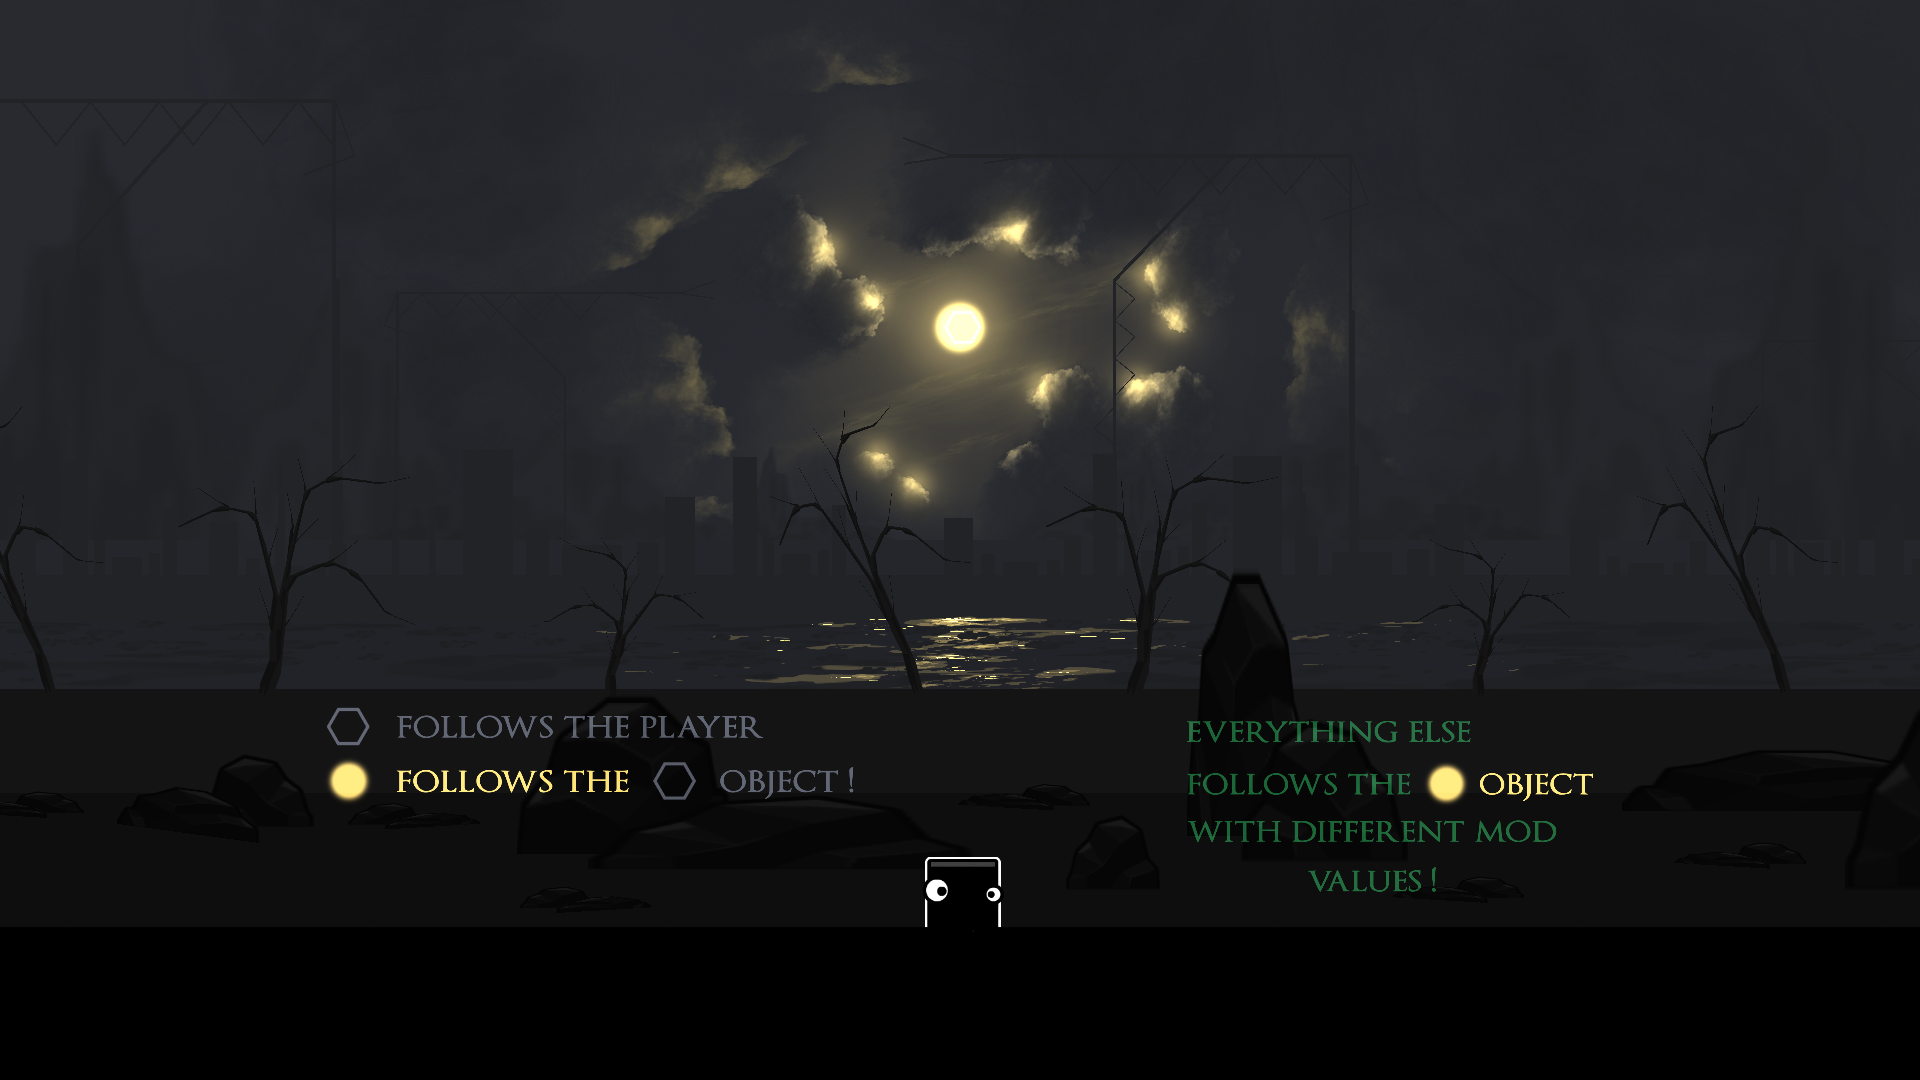 FOLLOWS THE PLAYER
FOLLOWS THE OBJECT!
EVERYTHING ELSE
FOLLOWS THE OBJECT
WITH DIFFERENT MOD
VALUES!